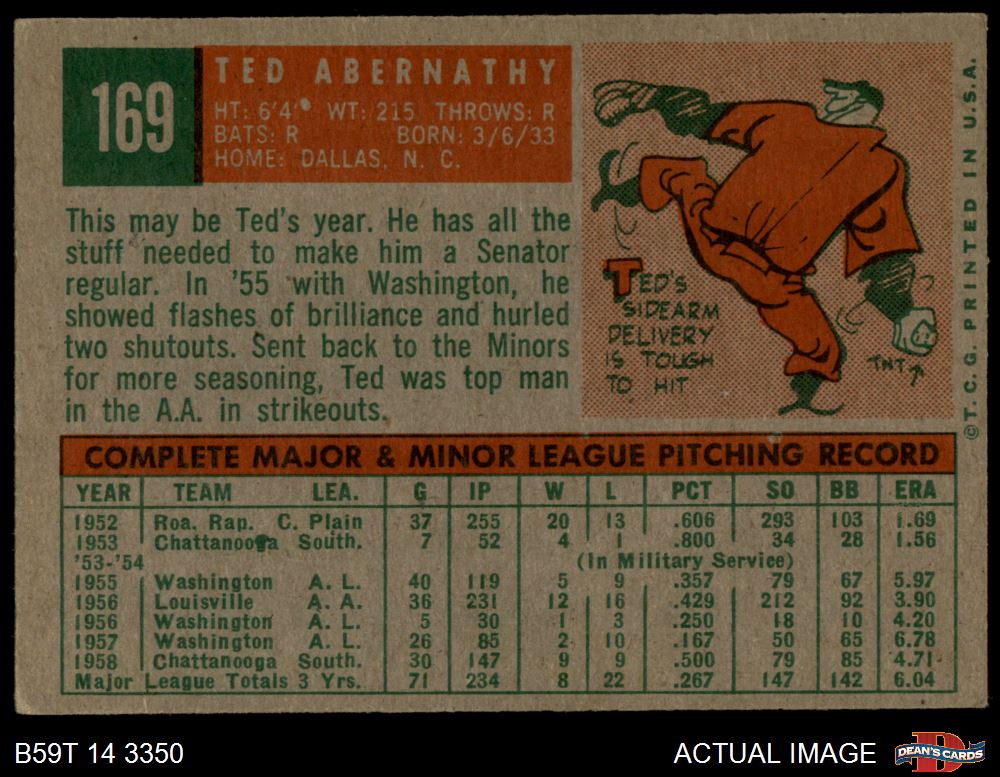 169
TED ABERNATHY
HT: 6'4" WT: 215 THROWS: R
BATS: R BORN: 3/6/33
HOME: DALLAS, N. C.
This may be Ted's year. He has all the
stuff needed to make him a Senator
regular. In '55 with Washington, he
showed flashes of brilliance and hurled
two shutouts. Sent back to the Minors
for more seasoning, Ted was top man
in the A.A. in strikeouts.
TED'S
SIDEARM
DELIVERY
IS TOUGH
TO HIT
TNT
©T. C. G. PRINTED IN U.S.A.
COMPLETE MAJOR & MINOR LEAGUE PITCHING RECORD
YEAR TEAM LEA. G IP W L PCT SO BB ERA
1952 Roa. Rap. C. Plain 37 255 20 13 .606 293 103 1.69
1953 Chattanooga South. 7 52 4 1 .800 34 28 1.56
'53-'54 (In Military Service)
1955 Washington A. L. 40 119 5 9 .357 79 67 5.97
1956 Louisville A. A. 36 231 12 16 .429 212 92 3.90
1956 Washington A. L. 5 30 1 3 .250 18 10 4.20
1957 Washington A. L. 26 85 2 10 .167 50 65 6.78
1958 Chattanooga South. 30 147 9 9 .500 79 85 4.71
Major League Totals 3 Yrs. 71 234 8 22 .267 147 142 6.04
B59T 14 3350
ACTUAL IMAGE
D
DEAN'S CARDS